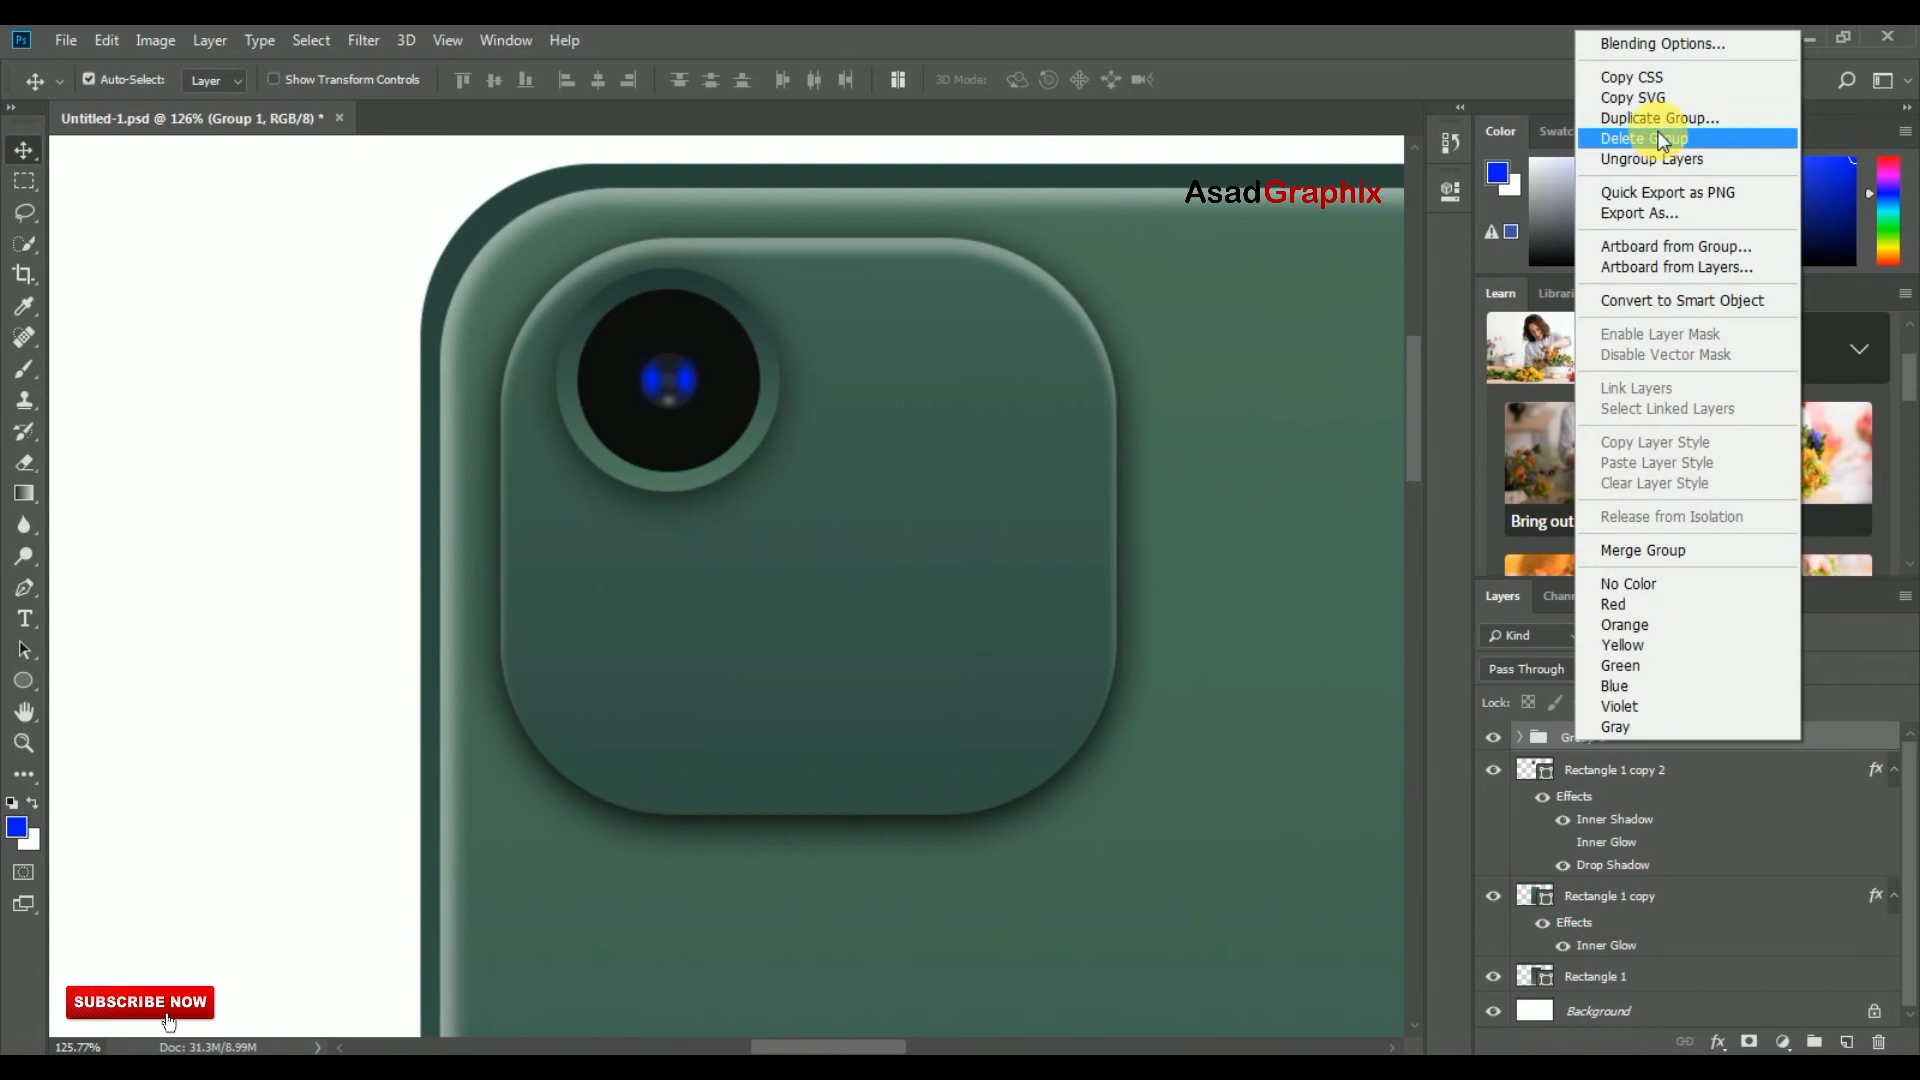 Ps File Edit Image Layer Type Select Filter 3D View Window Help
Auto-Select: Layer Show Transform Controls 3D Mode:
Untitled-1.psd @ 126% (Group 1, RGB/8) *
AsadGraphix
Color
Blending Options...
Copy CSS
Copy SVG
Duplicate Group...
Delete Group
Ungroup Layers
Quick Export as PNG
Export As...
Artboard from Group...
Artboard from Layers...
Convert to Smart Object
Enable Layer Mask
Disable Vector Mask
Link Layers
Select Linked Layers
Copy Layer Style
Paste Layer Style
Clear Layer Style
Release from Isolation
Merge Group
No Color
Red
Orange
Yellow
Green
Blue
Violet
Gray
Learn
Bring out
Layers
Kind
Pass Through
Lock:
Rectangle 1 copy 2 fx
Effects
Inner Shadow
Inner Glow
Drop Shadow
Rectangle 1 copy fx
Effects
Inner Glow
Rectangle 1
Background
fx
SUBSCRIBE NOW
125.77% Doc: 31.3M/8.99M